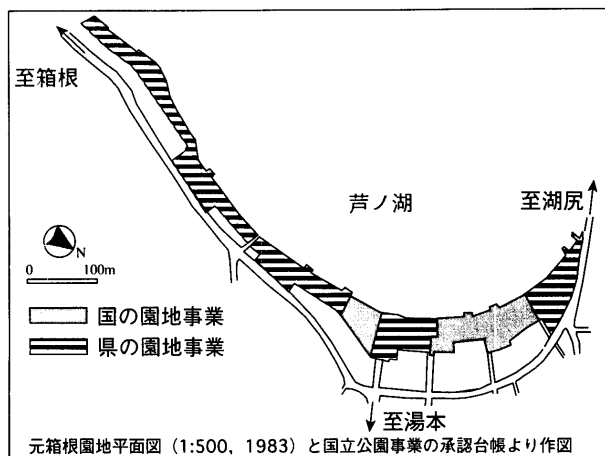 至箱根
芦ノ湖
至湖尻
N
0 100m
国の園地事業
県の園地事業
至湯本
元箱根園地平面図 (1:500, 1983) と国立公園事業の承認台帳より作図